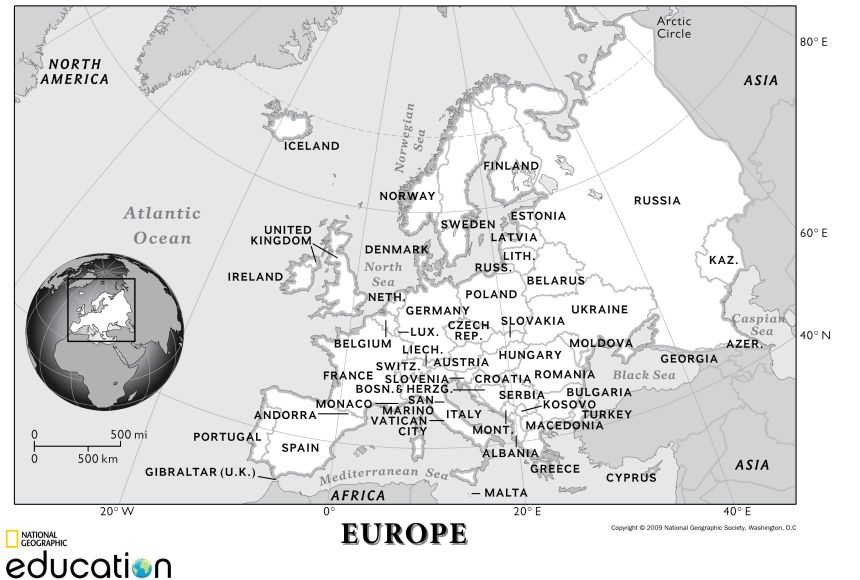 Arctic
Circle
80° E
NORTH
AMERICA
ASIA
Norwegian
Sea
ICELAND
FINLAND
NORWAY
RUSSIA
Atlantic
Ocean
SWEDEN
ESTONIA
LATVIA
UNITED
KINGDOM
DENMARK
LITH.
RUSS.
60° E
KAZ.
IRELAND
North
Sea
NETH.
POLAND
BELARUS
GERMANY
UKRAINE
LUX.
CZECH
REP.
SLOVAKIA
Caspian
Sea
40° N
BELGIUM
LIECH.
AUSTRIA
HUNGARY
MOLDOVA
AZER.
GEORGIA
SWITZ.
FRANCE
SLOVENIA
CROATIA
ROMANIA
Black Sea
BOSN. & HERZG.
SERBIA
BULGARIA
MONACO
SAN
MARINO
KOSOVO
TURKEY
ANDORRA
ITALY
VATICAN
CITY
MONT.
MACEDONIA
PORTUGAL
SPAIN
ALBANIA
0 500 mi
0 500 km
GIBRALTAR (U.K.)
Mediterranean Sea
GREECE
CYPRUS
ASIA
AFRICA
MALTA
20° W
0°
20° E
40° E
EUROPE
Copyright © 2009 National Geographic Society, Washington, D.C
NATIONAL
GEOGRAPHIC
education